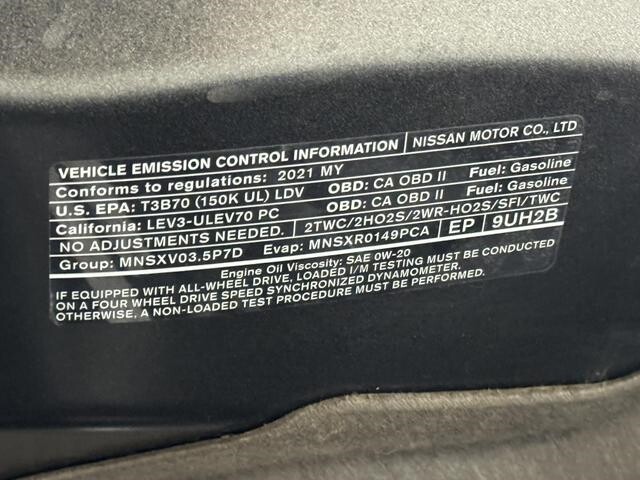 VEHICLE EMISSION CONTROL INFORMATION NISSAN MOTOR CO., LTD
Conforms to regulations: 2021 MY
U.S. EPA: T3B70 (150K UL) LDV OBD: CA OBD II Fuel: Gasoline
California: LEV3-ULEV70 PC OBD: CA OBD II Fuel: Gasoline
NO ADJUSTMENTS NEEDED. 2TWC/2HO2S/2WR-HO2S/SFI/TWC
Group: MNSXV03.5P7D Evap: MNSXR0149PCA EP 9UH2B
Engine Oil Viscosity: SAE 0W-20
IF EQUIPPED WITH ALL-WHEEL DRIVE, LOADED I/M TESTING MUST BE CONDUCTED
ON A FOUR WHEEL DRIVE SPEED SYNCHRONIZED DYNAMOMETER.
OTHERWISE, A NON-LOADED TEST PROCEDURE MUST BE CONDUCTED.